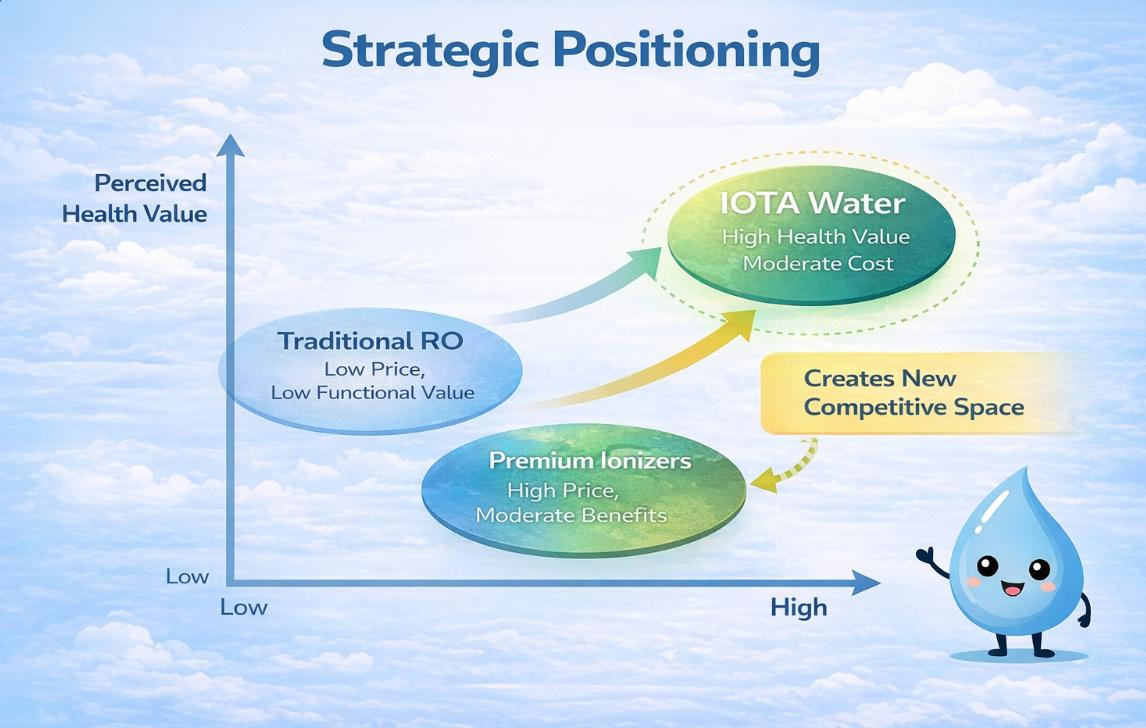 Strategic Positioning
Perceived
Health Value
IOTA Water
High Health Value
Moderate Cost
Traditional RO
Low Price,
Low Functional Value
Creates New
Competitive Space
Premium Ionizers
High Price,
Moderate Benefits
Low
Low
High